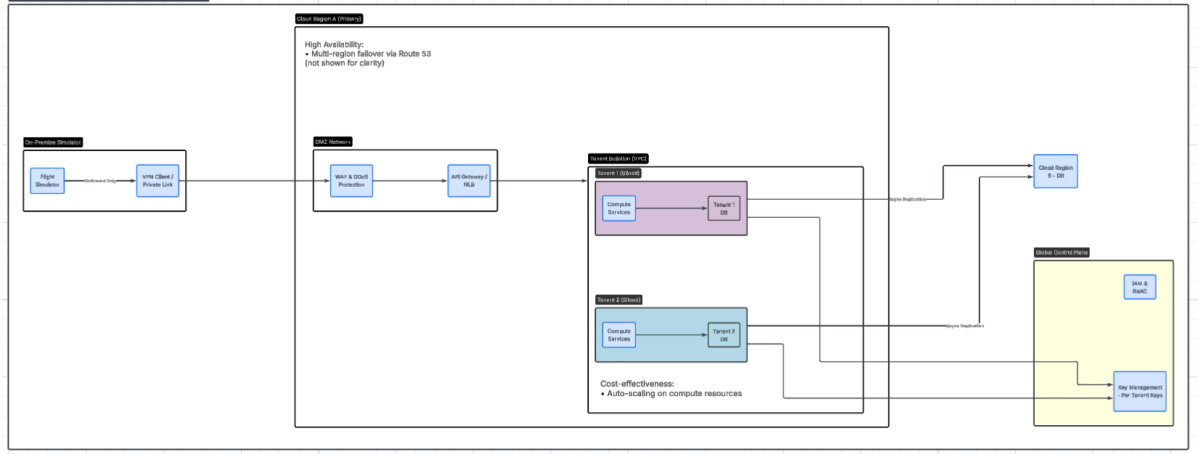 Cloud Region A (Primary)
High Availability:
• Multi-region failover via Route 53
(not shown for clarity)
On-Premise Simulator
Flight
Simulator
Outbound Only
VPN Client /
Private Link
DMZ Network
WAF & DDoS
Protection
API Gateway /
NLB
Tenant Isolation (VPC)
Tenant 1 (Siloed)
Compute
Services
Tenant 1
DB
Async Replication
Cloud Region
B - DR
Tenant 2 (Siloed)
Compute
Services
Tenant 2
DB
Async Replication
Cost-effectiveness:
• Auto-scaling on compute resources
Global Control Plane
IAM &
RBAC
Key Management
- Per Tenant Keys